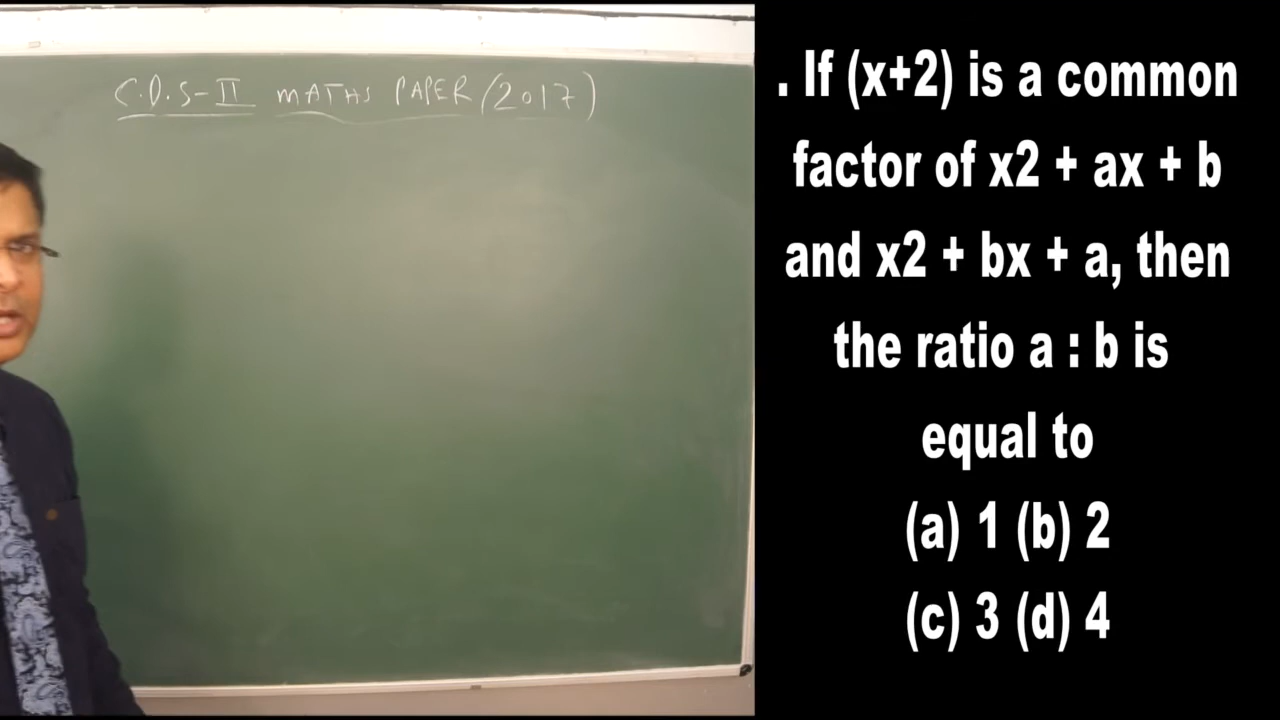 C.D.S-II MATHS PAPER (2017)
. If (x+2) is a common
factor of x2 + ax + b
and x2 + bx + a, then
the ratio a : b is
equal to
(a) 1 (b) 2
(c) 3 (d) 4